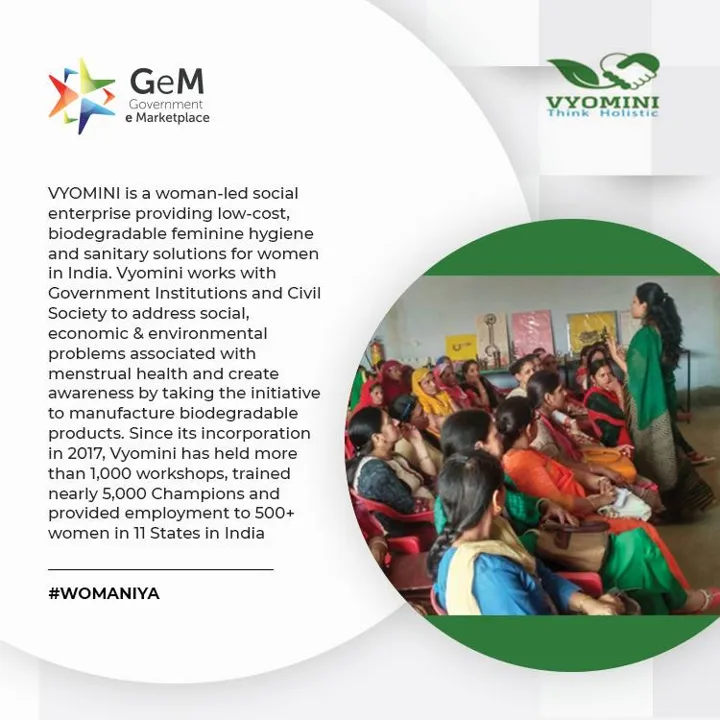 GeM
Government
e Marketplace
VYOMINI
Think Holistic
VYOMINI is a woman-led social
enterprise providing low-cost,
biodegradable feminine hygiene
and sanitary solutions for women
in India. Vyomini works with
Government Institutions and Civil
Society to address social,
economic & environmental
problems associated with
menstrual health and create
awareness by taking the initiative
to manufacture biodegradable
products. Since its incorporation
in 2017, Vyomini has held more
than 1,000 workshops, trained
nearly 5,000 Champions and
provided employment to 500+
women in 11 States in India
#WOMANIYA